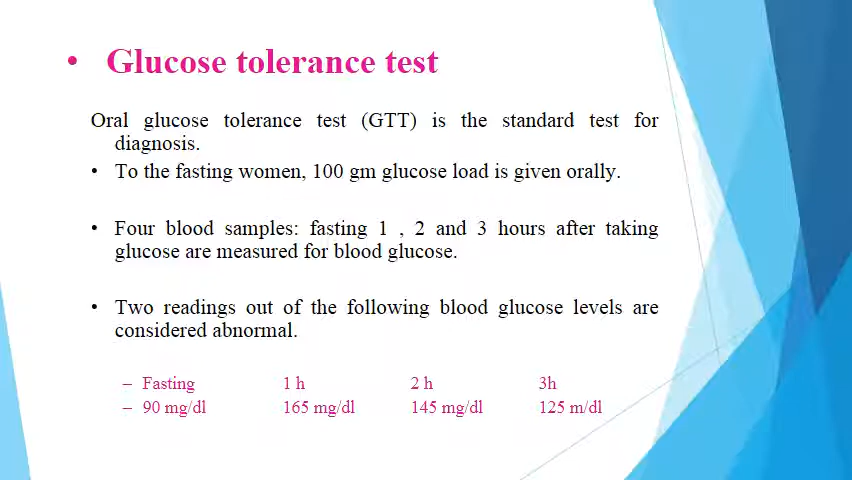 • Glucose tolerance test
Oral glucose tolerance test (GTT) is the standard test for
diagnosis.
• To the fasting women, 100 gm glucose load is given orally.
• Four blood samples: fasting 1 , 2 and 3 hours after taking
glucose are measured for blood glucose.
• Two readings out of the following blood glucose levels are
considered abnormal.
– Fasting 1 h 2 h 3h
– 90 mg/dl 165 mg/dl 145 mg/dl 125 m/dl